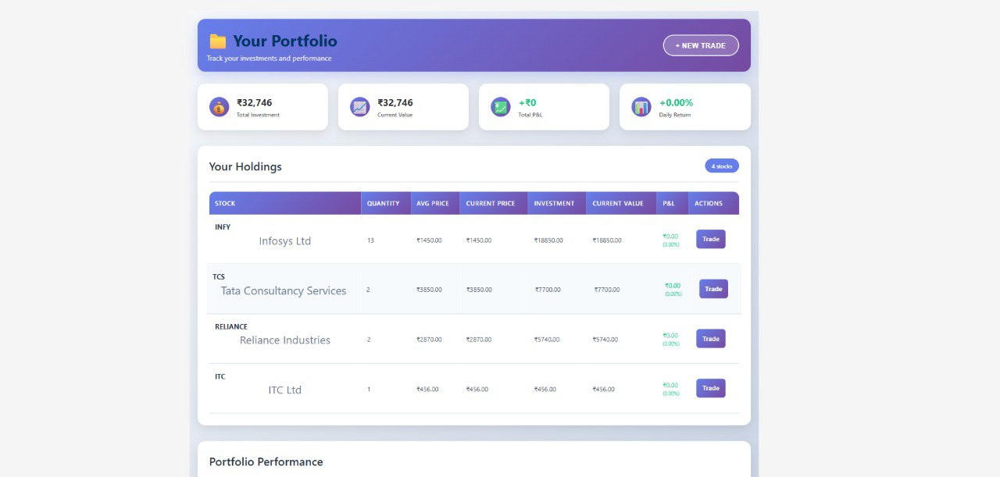 Your Portfolio
Track your investments and performance
+ NEW TRADE
₹32,746
Total Investment
₹32,746
Current Value
+₹0
Total P&L
+0.00%
Daily Return
Your Holdings
4 stocks
STOCK QUANTITY AVG PRICE CURRENT PRICE INVESTMENT CURRENT VALUE P&L ACTIONS
INFY
Infosys Ltd 13 ₹1450.00 ₹1450.00 ₹18850.00 ₹18850.00 ₹0.00 (0.00%) Trade
TCS
Tata Consultancy Services 2 ₹3850.00 ₹3850.00 ₹7700.00 ₹7700.00 ₹0.00 (0.00%) Trade
RELIANCE
Reliance Industries 2 ₹2870.00 ₹2870.00 ₹5740.00 ₹5740.00 ₹0.00 (0.00%) Trade
ITC
ITC Ltd 1 ₹456.00 ₹456.00 ₹456.00 ₹456.00 ₹0.00 (0.00%) Trade
Portfolio Performance